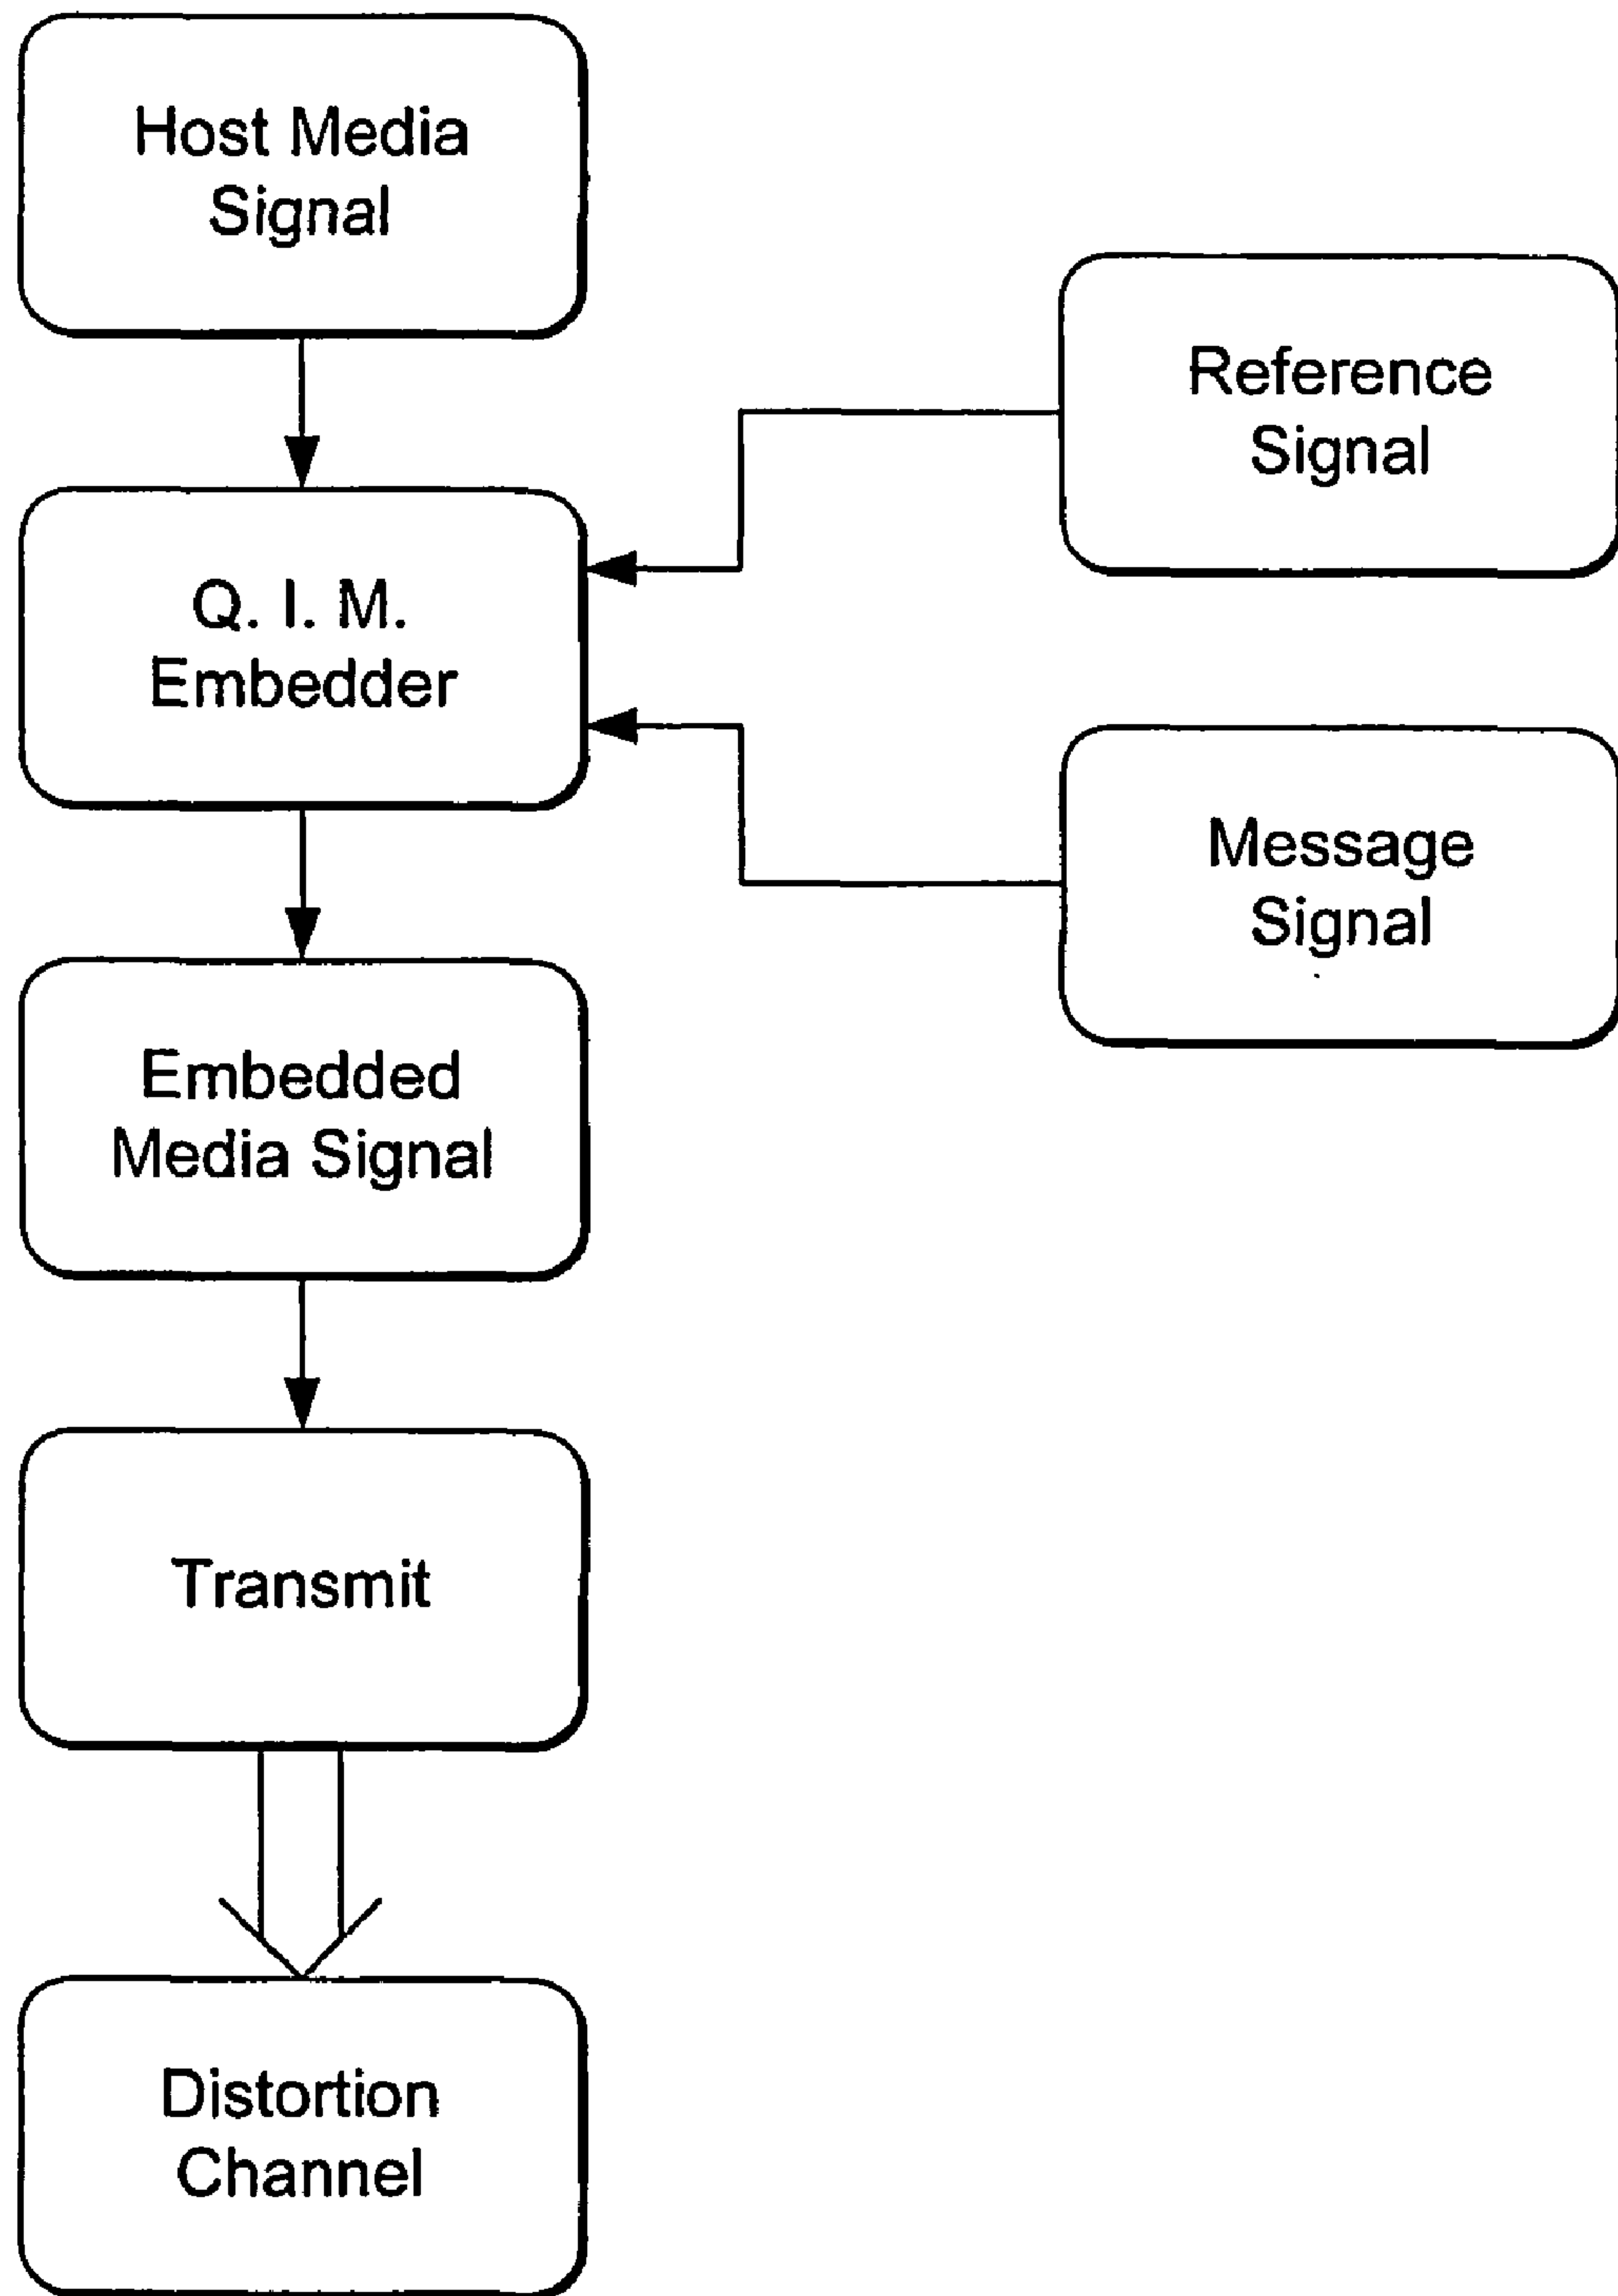 Host Media
Signal
Reference
Signal
Q. I. M.
Embedder
Message
Signal
Embedded
Media Signal
Transmit
Distortion
Channel